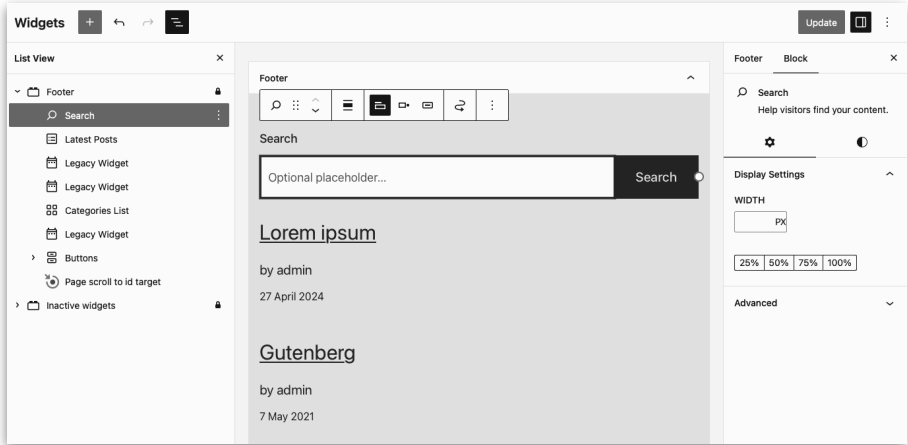 Widgets
Update
List View
Footer
Search
Latest Posts
Legacy Widget
Legacy Widget
Categories List
Legacy Widget
Buttons
Page scroll to id target
Inactive widgets
Footer
Search
Optional placeholder...
Search
Lorem ipsum
by admin
27 April 2024
Gutenberg
by admin
7 May 2021
Footer Block
Search
Help visitors find your content.
Display Settings
WIDTH
PX
25% 50% 75% 100%
Advanced